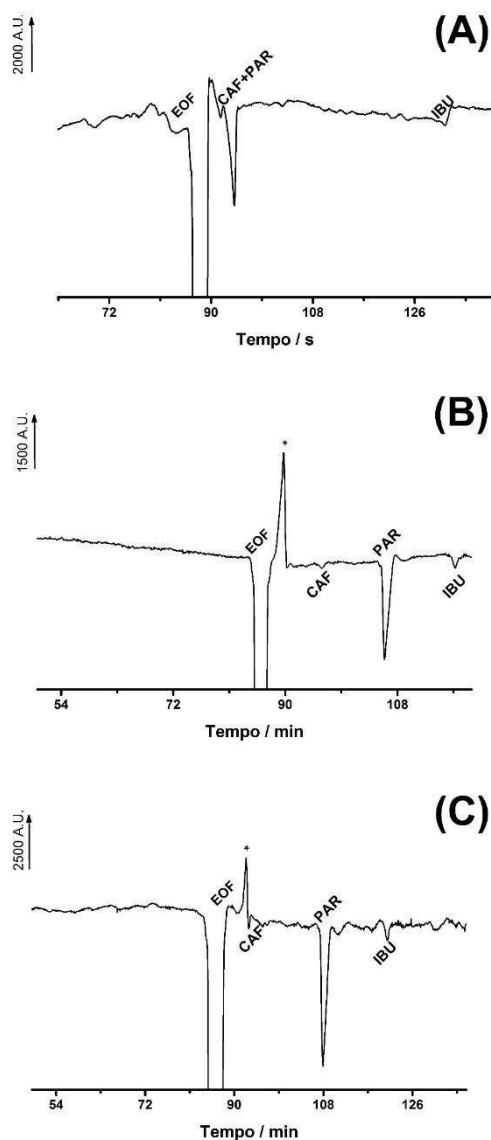 (A)
2000 A.U.
EOF
CAF+PAR
IBU
72 90 108 126
Tempo / s
(B)
1500 A.U.
*
EOF
CAF
PAR
IBU
54 72 90 108
Tempo / min
(C)
2500 A.U.
*
EOF
CAF
PAR
IBU
54 72 90 108 126
Tempo / min